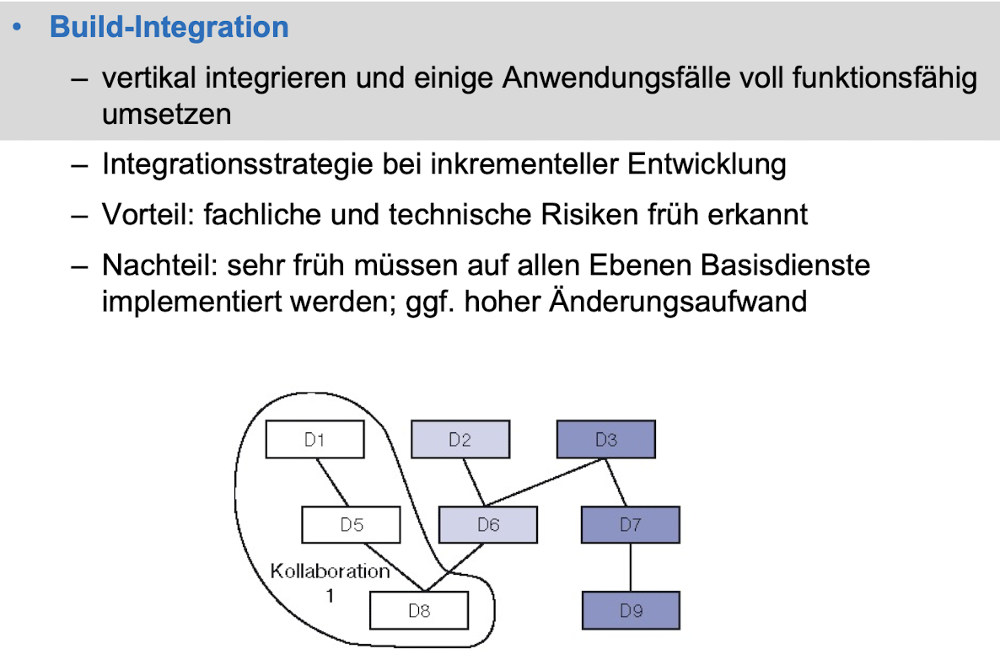 • Build-Integration
– vertikal integrieren und einige Anwendungsfälle voll funktionsfähig
umsetzen
– Integrationsstrategie bei inkrementeller Entwicklung
– Vorteil: fachliche und technische Risiken früh erkannt
– Nachteil: sehr früh müssen auf allen Ebenen Basisdienste
implementiert werden; ggf. hoher Änderungsaufwand
D1 D2 D3
D5 D6 D7
Kollaboration
1
D8 D9